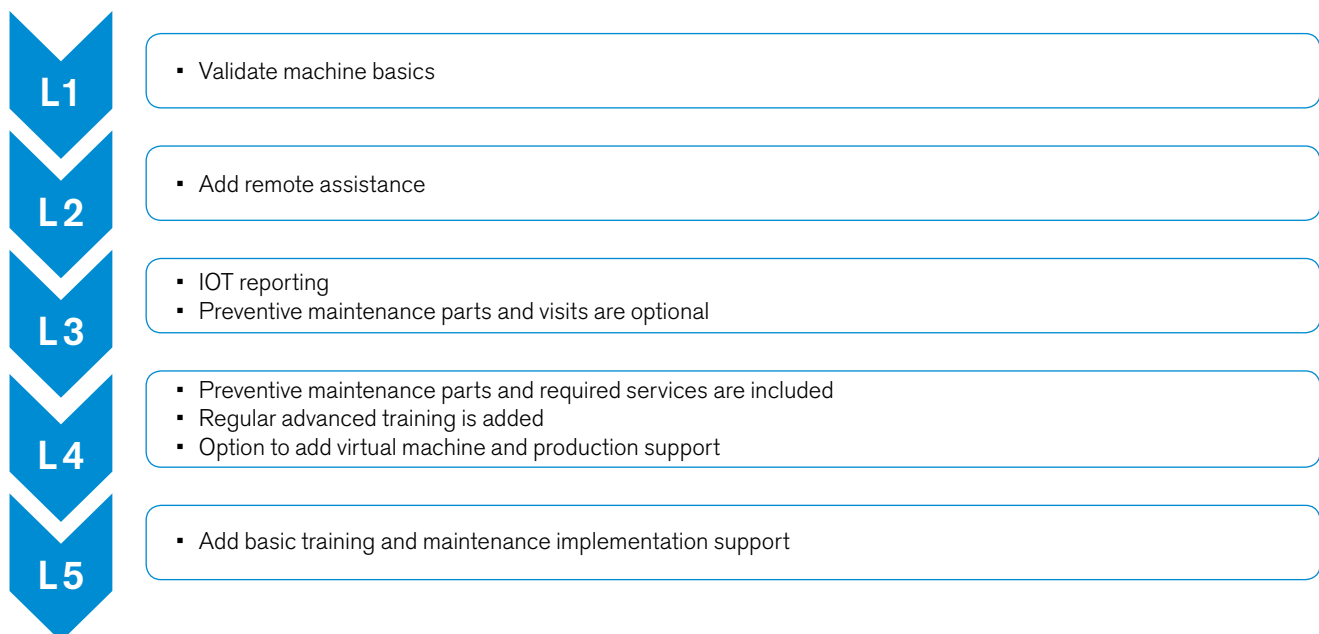 L1
▪ Validate machine basics
L2
▪ Add remote assistance
L3
▪ IOT reporting
▪ Preventive maintenance parts and visits are optional
L4
▪ Preventive maintenance parts and required services are included
▪ Regular advanced training is added
▪ Option to add virtual machine and production support
L5
▪ Add basic training and maintenance implementation support